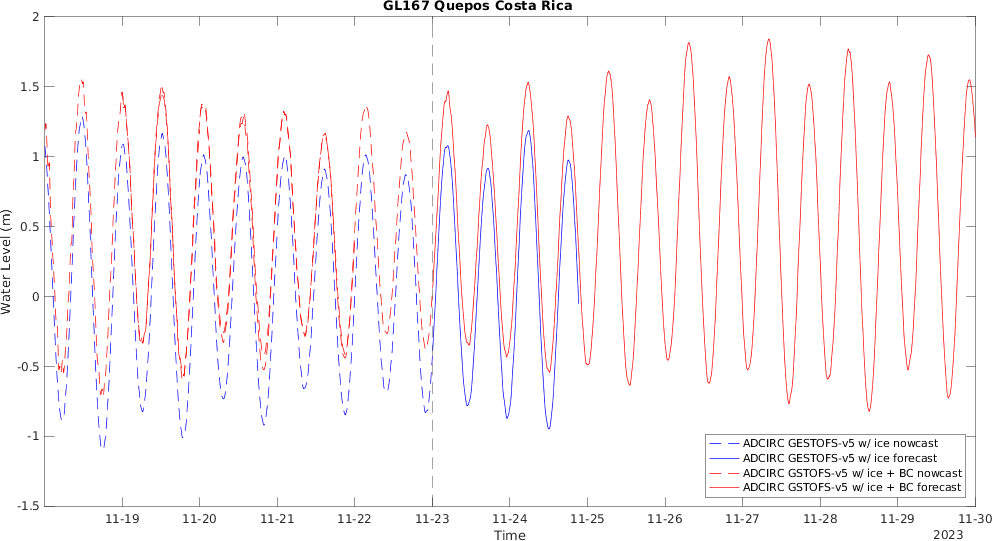 GL167 Quepos Costa Rica
2
1.5
1
0.5
0
-0.5
-1
-1.5
Water Level (m)
11-19 11-20 11-21 11-22 11-23 11-24 11-25 11-26 11-27 11-28 11-29 11-30
Time
2023
ADCIRC GESTOFS-v5 w/ ice nowcast
ADCIRC GESTOFS-v5 w/ ice forecast
ADCIRC GSTOFS-v5 w/ ice + BC nowcast
ADCIRC GSTOFS-v5 w/ ice + BC forecast